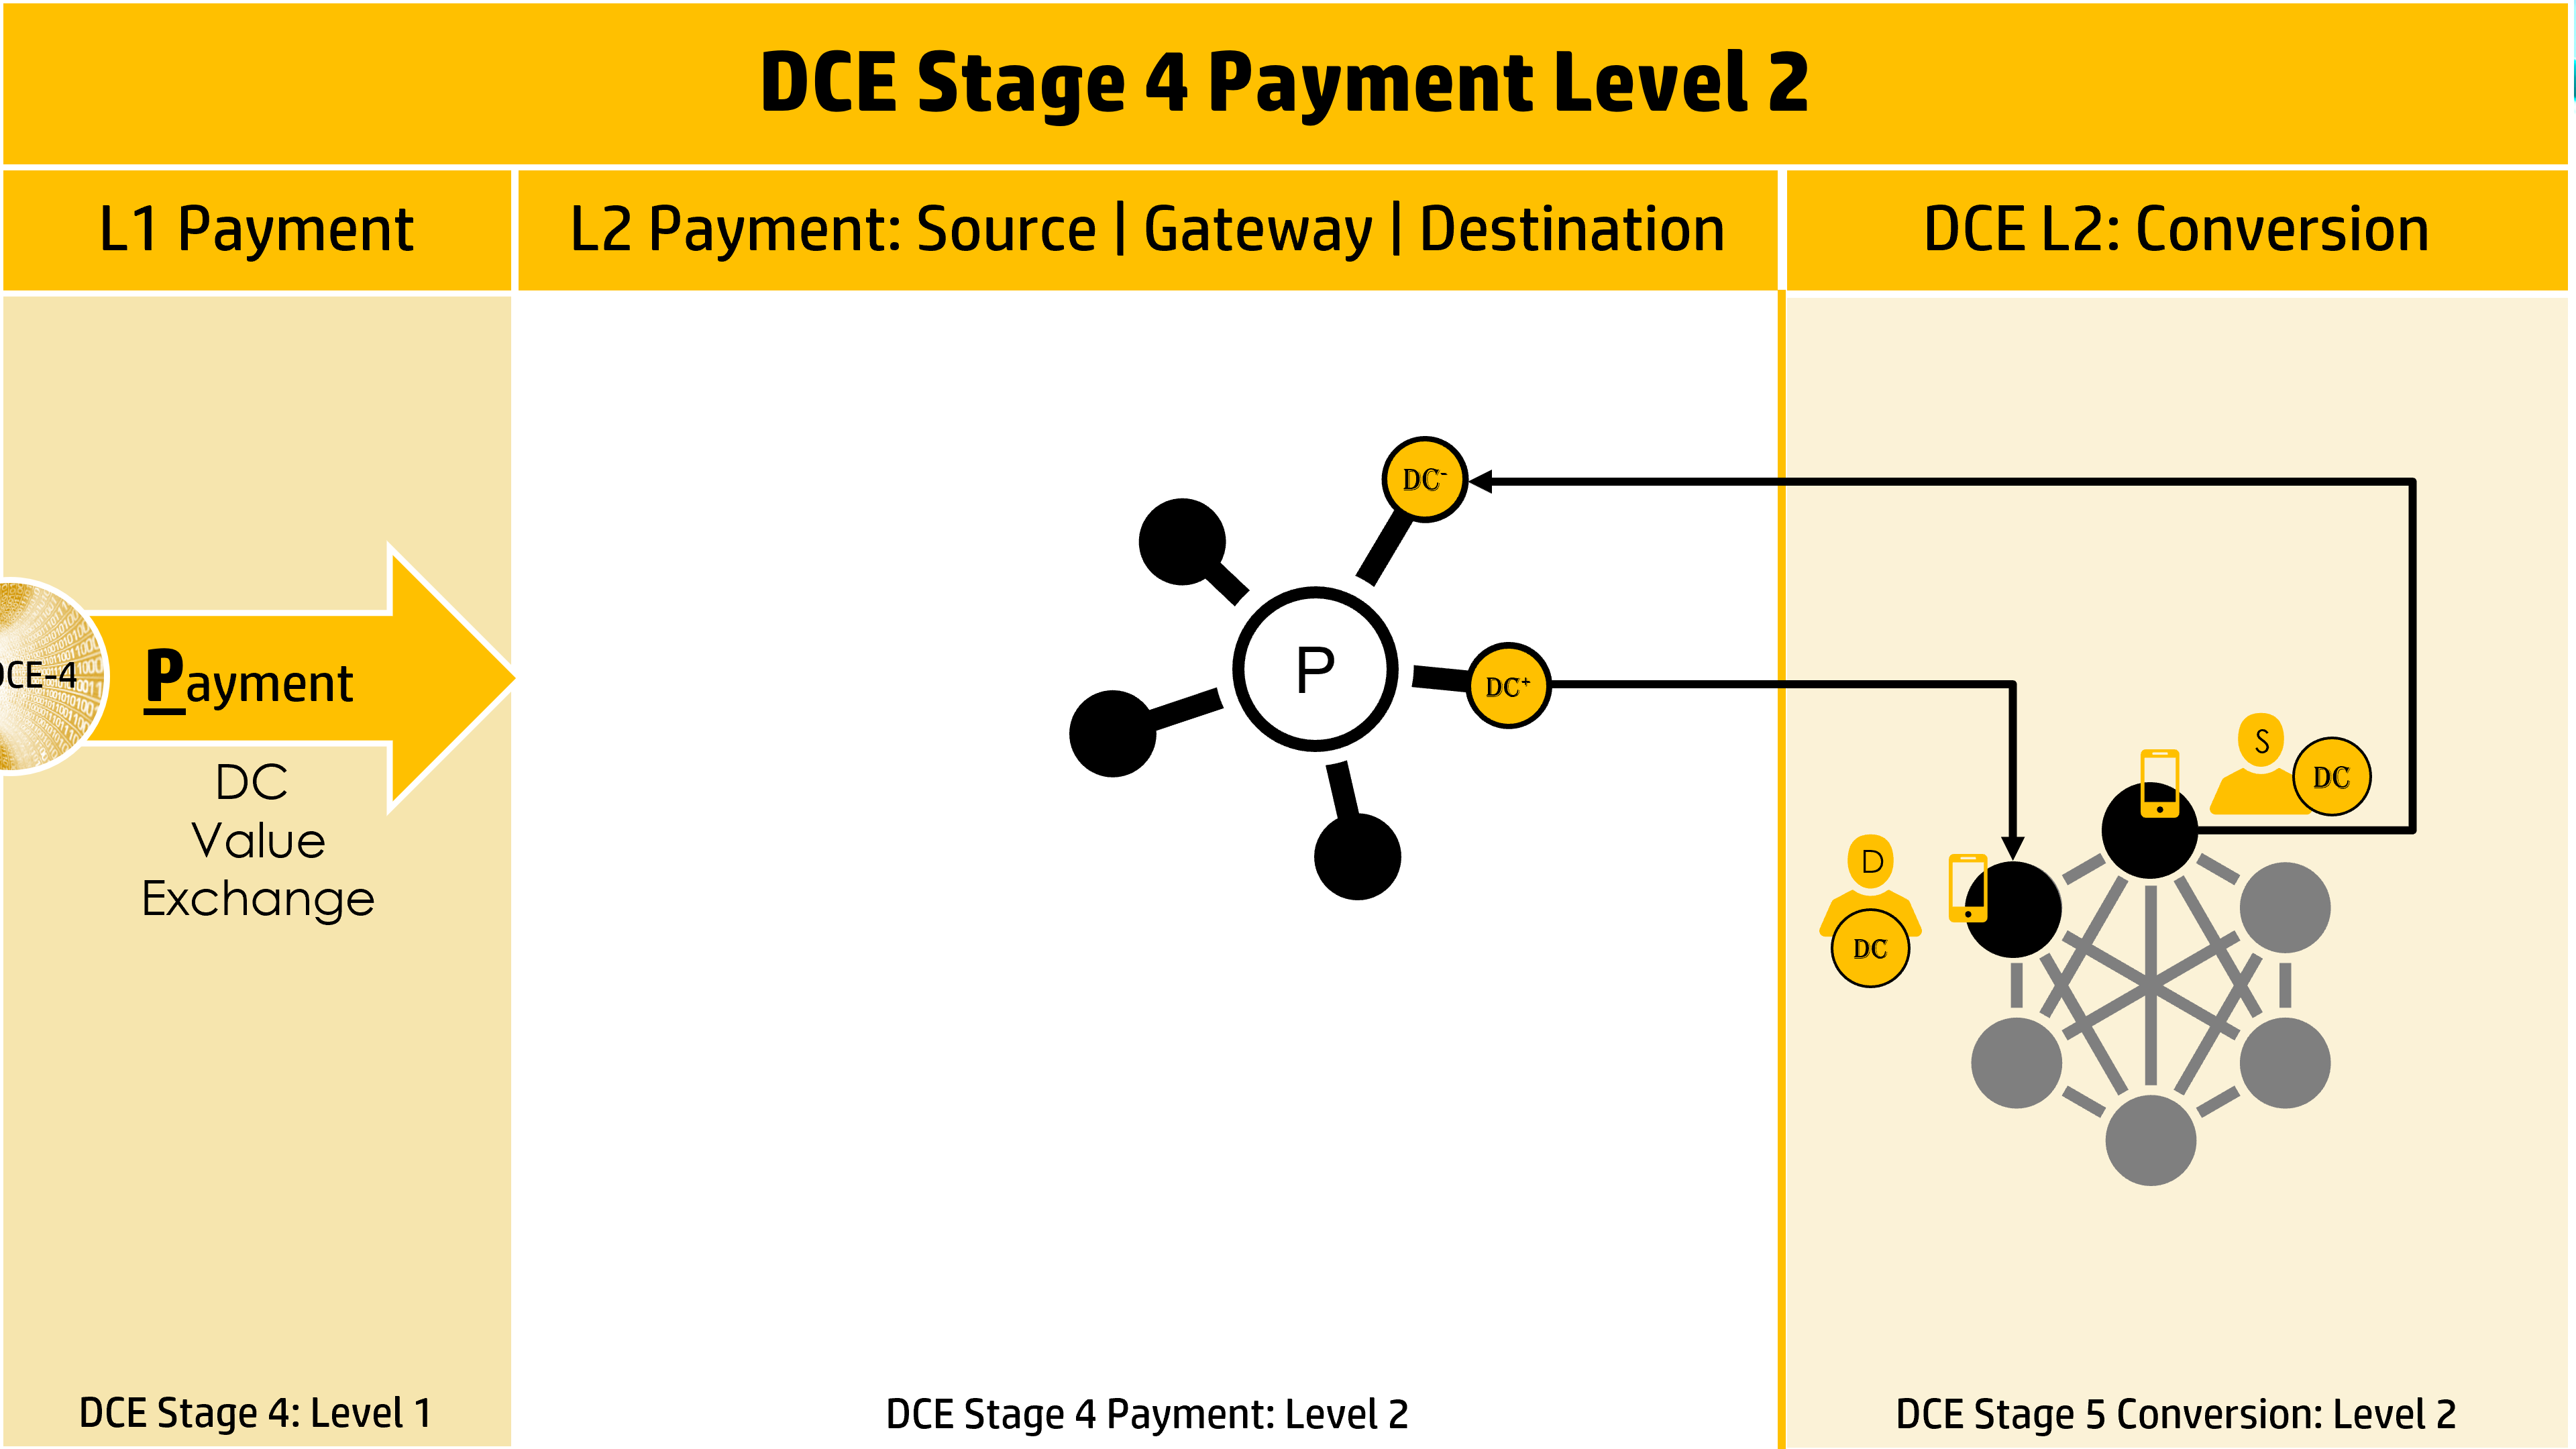 DCE Stage 4 Payment Level 2
L1 Payment
L2 Payment: Source | Gateway | Destination
DCE L2: Conversion
DCE-4
Payment
DC
Value
Exchange
DC-
P
DC+
S
DC
D
DC
DCE Stage 4: Level 1
DCE Stage 4 Payment: Level 2
DCE Stage 5 Conversion: Level 2